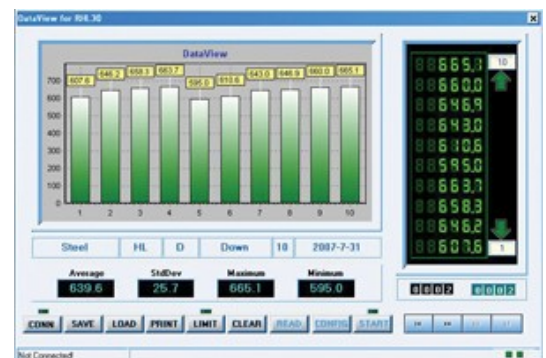 DataView for RHL30
DataView
607.6 646.2 658.3 663.7 595.0 610.6 643.0 646.9 660.0 665.1
700
600
500
400
300
200
100
0
1 2 3 4 5 6 7 8 9 10
665.1 10
660.0
646.9
643.0
610.6
595.0
663.7
658.3
646.2
607.6 1
Steel HL D Down 10 2007-7-31
Average StdDev Maximum Minimum
639.6 25.7 665.1 595.0
0002 0002
CONN SAVE LOAD PRINT LIMIT CLEAR READ CONFIG START
Not Connected!